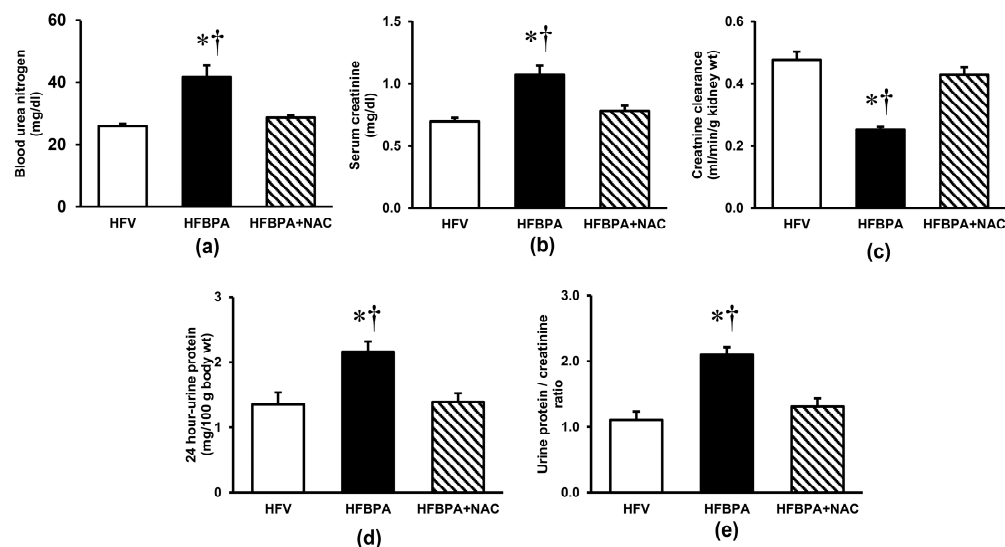 Blood urea nitrogen
(mg/dl)
60
40
20
0
*†
HFV
HFBPA
HFBPA+NAC
(a)
Serum creatinine
(mg/dl)
1.5
1.0
0.5
0.0
*†
HFV
HFBPA
HFBPA+NAC
(b)
Creatnine clearance
(ml/min/g kidney wt)
0.6
0.4
0.2
0.0
*†
HFV
HFBPA
HFBPA+NAC
(c)
24 hour-urine protein
(mg/100 g body wt)
3
2
1
0
*†
HFV
HFBPA
HFBPA+NAC
(d)
Urine protein / creatinine
ratio
3.0
2.0
1.0
0.0
*†
HFV
HFBPA
HFBPA+NAC
(e)